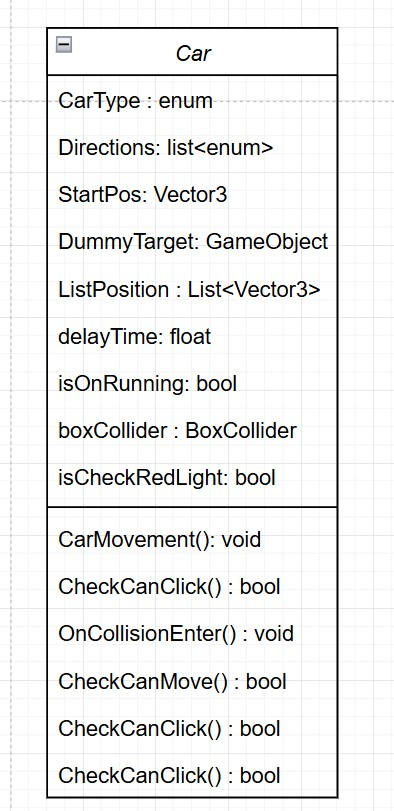 Car
CarType : enum
Directions: list<enum>
StartPos: Vector3
DummyTarget: GameObject
ListPosition : List<Vector3>
delayTime: float
isOnRunning: bool
boxCollider : BoxCollider
isCheckRedLight: bool
CarMovement(): void
CheckCanClick() : bool
OnCollisionEnter() : void
CheckCanMove() : bool
CheckCanClick() : bool
CheckCanClick() : bool